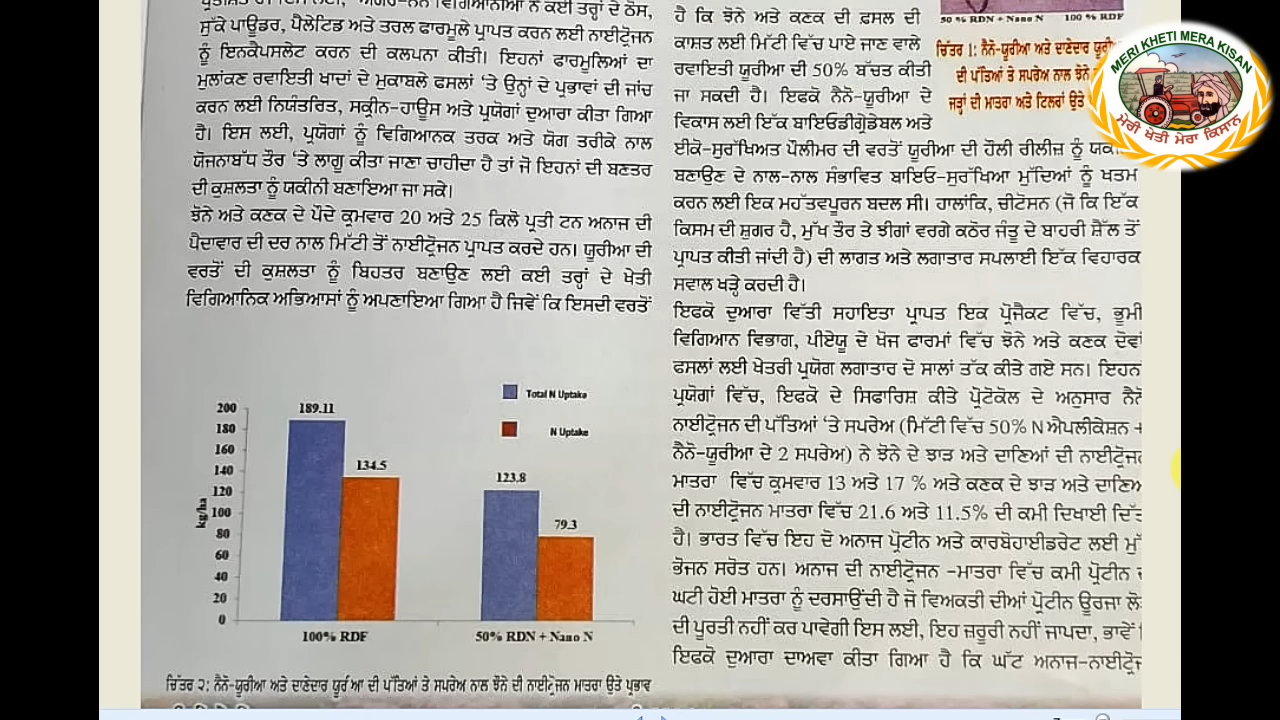 ਸੁੱਕੇ ਪਾਊਡਰ, ਪੈਲੇਟਿਡ ਅਤੇ ਤਰਲ ਫਾਰਮੂਲੇ ਪ੍ਰਾਪਤ ਕਰਨ ਲਈ ਨਾਈਟ੍ਰੋਜਨ
ਨੂੰ ਇਨਕੈਪਸਲੇਟ ਕਰਨ ਦੀ ਕਲਪਨਾ ਕੀਤੀ। ਇਹਨਾਂ ਫਾਰਮੂਲਿਆਂ ਦਾ
ਮੁਲਾਂਕਣ ਰਵਾਇਤੀ ਖਾਦਾਂ ਦੇ ਮੁਕਾਬਲੇ ਫਸਲਾਂ 'ਤੇ ਉਨ੍ਹਾਂ ਦੇ ਪ੍ਰਭਾਵਾਂ ਦੀ ਜਾਂਚ
ਕਰਨ ਲਈ ਨਿਯੰਤਰਿਤ, ਸਕ੍ਰੀਨ-ਹਾਊਸ ਅਤੇ ਪ੍ਰਯੋਗਾਂ ਦੁਆਰਾ ਕੀਤਾ ਗਿਆ
ਹੈ। ਇਸ ਲਈ, ਪ੍ਰਯੋਗਾਂ ਨੂੰ ਵਿਗਿਆਨਕ ਤਰਕ ਅਤੇ ਯੋਗ ਤਰੀਕੇ ਨਾਲ
ਯੋਜਨਾਬੱਧ ਤੌਰ 'ਤੇ ਲਾਗੂ ਕੀਤਾ ਜਾਣਾ ਚਾਹੀਦਾ ਹੈ ਤਾਂ ਜੋ ਇਹਨਾਂ ਦੀ ਬਣਤਰ
ਦੀ ਕੁਸ਼ਲਤਾ ਨੂੰ ਯਕੀਨੀ ਬਣਾਇਆ ਜਾ ਸਕੇ।
ਝੋਨੇ ਅਤੇ ਕਣਕ ਦੇ ਪੌਦੇ ਕ੍ਰਮਵਾਰ 20 ਅਤੇ 25 ਕਿਲੋ ਪ੍ਰਤੀ ਟਨ ਅਨਾਜ ਦੀ
ਪੈਦਾਵਾਰ ਦੀ ਦਰ ਨਾਲ ਮਿੱਟੀ ਤੋਂ ਨਾਈਟ੍ਰੋਜਨ ਪ੍ਰਾਪਤ ਕਰਦੇ ਹਨ। ਯੂਰੀਆ ਦੀ
ਵਰਤੋਂ ਦੀ ਕੁਸ਼ਲਤਾ ਨੂੰ ਬਿਹਤਰ ਬਣਾਉਣ ਲਈ ਕਈ ਤਰ੍ਹਾਂ ਦੇ ਖੇਤੀ
ਵਿਗਿਆਨਿਕ ਅਭਿਆਸਾਂ ਨੂੰ ਅਪਣਾਇਆ ਗਿਆ ਹੈ ਜਿਵੇਂ ਕਿ ਇਸਦੀ ਵਰਤੋਂ
Total N Uptake
N Uptake
kg/ha
200
180
160
140
120
100
80
60
40
20
0
189.11
134.5
123.8
79.3
100% RDF
50% RDN + Nano N
ਚਿੱਤਰ ੨: ਨੈਨੋ-ਯੂਰੀਆ ਅਤੇ ਦਾਣੇਦਾਰ ਯੂਰੀਆ ਦੀ ਪੱਤਿਆਂ ਤੇ ਸਪਰੇਅ ਨਾਲ ਝੋਨੇ ਦੀ ਨਾਈਟ੍ਰੋਜਨ ਮਾਤਰਾ ਉਤੇ ਪ੍ਰਭਾਵ
ਹੈ ਕਿ ਝੋਨੇ ਅਤੇ ਕਣਕ ਦੀ ਫ਼ਸਲ ਦੀ
ਕਾਸ਼ਤ ਲਈ ਮਿੱਟੀ ਵਿੱਚ ਪਾਏ ਜਾਣ ਵਾਲੇ
ਰਵਾਇਤੀ ਯੂਰੀਆ ਦੀ 50% ਬੱਚਤ ਕੀਤੀ
ਜਾ ਸਕਦੀ ਹੈ। ਇਫਕੋ ਨੈਨੋ-ਯੂਰੀਆ ਦੇ
ਵਿਕਾਸ ਲਈ ਇੱਕ ਬਾਇਓਡੀਗ੍ਰੇਡੇਬਲ ਅਤੇ
ਈਕੋ-ਸੁਰੱਖਿਅਤ ਪੌਲੀਮਰ ਦੀ ਵਰਤੋਂ ਯੂਰੀਆ ਦੀ ਹੌਲੀ ਰੀਲੀਜ਼ ਨੂੰ
ਬਣਾਉਣ ਦੇ ਨਾਲ-ਨਾਲ ਸੰਭਾਵਿਤ ਬਾਇਓ-ਸੁਰੱਖਿਆ ਮੁੱਦਿਆਂ ਨੂੰ ਖਤਮ
ਕਰਨ ਲਈ ਇਕ ਮਹੱਤਵਪੂਰਨ ਬਦਲ ਸੀ। ਹਾਲਾਂਕਿ, ਚੀਟੋਸਨ (ਜੋ ਕਿ ਇੱਕ
ਕਿਸਮ ਦੀ ਸ਼ੁਗਰ ਹੈ, ਮੁੱਖ ਤੌਰ ਤੇ ਝੀਗਾਂ ਵਰਗੇ ਕਠੋਰ ਜੰਤੂ ਦੇ ਬਾਹਰੀ ਸ਼ੈੱਲ ਤੋਂ
ਪ੍ਰਾਪਤ ਕੀਤੀ ਜਾਂਦੀ ਹੈ) ਦੀ ਲਾਗਤ ਅਤੇ ਲਗਾਤਾਰ ਸਪਲਾਈ ਇੱਕ ਵਿਹਾਰਕ
ਸਵਾਲ ਖੜ੍ਹੇ ਕਰਦੀ ਹੈ।
ਇਫਕੋ ਦੁਆਰਾ ਵਿੱਤੀ ਸਹਾਇਤਾ ਪ੍ਰਾਪਤ ਇਕ ਪ੍ਰੋਜੈਕਟ ਵਿੱਚ, ਭੂਮੀ
ਵਿਗਿਆਨ ਵਿਭਾਗ, ਪੀਏਯੂ ਦੇ ਖੋਜ ਫਾਰਮਾਂ ਵਿੱਚ ਝੋਨੇ ਅਤੇ ਕਣਕ ਦੋਵਾਂ
ਫਸਲਾਂ ਲਈ ਖੇਤਰੀ ਪ੍ਰਯੋਗ ਲਗਾਤਾਰ ਦੋ ਸਾਲਾਂ ਤੱਕ ਕੀਤੇ ਗਏ ਸਨ। ਇਹਨਾਂ
ਪ੍ਰਯੋਗਾਂ ਵਿੱਚ, ਇਫਕੋ ਦੇ ਸਿਫਾਰਿਸ਼ ਕੀਤੇ ਪ੍ਰੋਟੋਕੋਲ ਦੇ ਅਨੁਸਾਰ ਨੈਨੋ
ਨਾਈਟ੍ਰੋਜਨ ਦੀ ਪੱਤਿਆਂ 'ਤੇ ਸਪਰੇਅ (ਮਿੱਟੀ ਵਿੱਚ 50% N ਐਪਲੀਕੇਸ਼ਨ +
ਨੈਨੋ-ਯੂਰੀਆ ਦੇ 2 ਸਪਰੇਅ) ਨੇ ਝੋਨੇ ਦੇ ਝਾੜ ਅਤੇ ਦਾਣਿਆਂ ਦੀ ਨਾਈਟ੍ਰੋਜਨ
ਮਾਤਰਾ ਵਿੱਚ ਕ੍ਰਮਵਾਰ 13 ਅਤੇ 17 % ਅਤੇ ਕਣਕ ਦੇ ਝਾੜ ਅਤੇ
ਦੀ ਨਾਈਟ੍ਰੋਜਨ ਮਾਤਰਾ ਵਿੱਚ 21.6 ਅਤੇ 11.5% ਦੀ ਕਮੀ ਦਿਖਾਈ
ਹੈ। ਭਾਰਤ ਵਿੱਚ ਇਹ ਦੋ ਅਨਾਜ ਪ੍ਰੋਟੀਨ ਅਤੇ ਕਾਰਬੋਹਾਈਡਰੇਟ ਲਈ
ਭੋਜਨ ਸਰੋਤ ਹਨ। ਅਨਾਜ ਦੀ ਨਾਈਟ੍ਰੋਜਨ -ਮਾਤਰਾ ਵਿੱਚ ਕਮੀ ਪ੍ਰੋਟੀਨ
ਘਟੀ ਹੋਈ ਮਾਤਰਾ ਨੂੰ ਦਰਸਾਉਂਦੀ ਹੈ ਜੋ ਵਿਅਕਤੀ ਦੀਆਂ ਪ੍ਰੋਟੀਨ ਊਰਜਾ
ਦੀ ਪੂਰਤੀ ਨਹੀਂ ਕਰ ਪਾਵੇਗੀ ਇਸ ਲਈ, ਇਹ ਜ਼ਰੂਰੀ ਨਹੀਂ ਜਾਪਦਾ, ਭਾਵੇਂ
ਇਫਕੋ ਦੁਆਰਾ ਦਾਅਵਾ ਕੀਤਾ ਗਿਆ ਹੈ ਕਿ ਘੱਟ
50 % RDN + Nano N 100 % RDF
ਚਿੱਤਰ 1: ਨੈਨੋ-ਯੂਰੀਆ ਅਤੇ ਦਾਣੇਦਾਰ
ਦੀ ਪੱਤਿਆਂ ਤੇ ਸਪਰੇਅ ਨਾਲ ਝੋਨੇ
ਜੜ੍ਹਾਂ ਦੀ ਮਾਤਰਾ ਅਤੇ ਟਿਲਰਾਂ ਉਤੇ
MERI KHETI MERA KISAN
ਮੇਰੀ ਖੇਤੀ ਮੇਰਾ ਕਿਸਾਨ